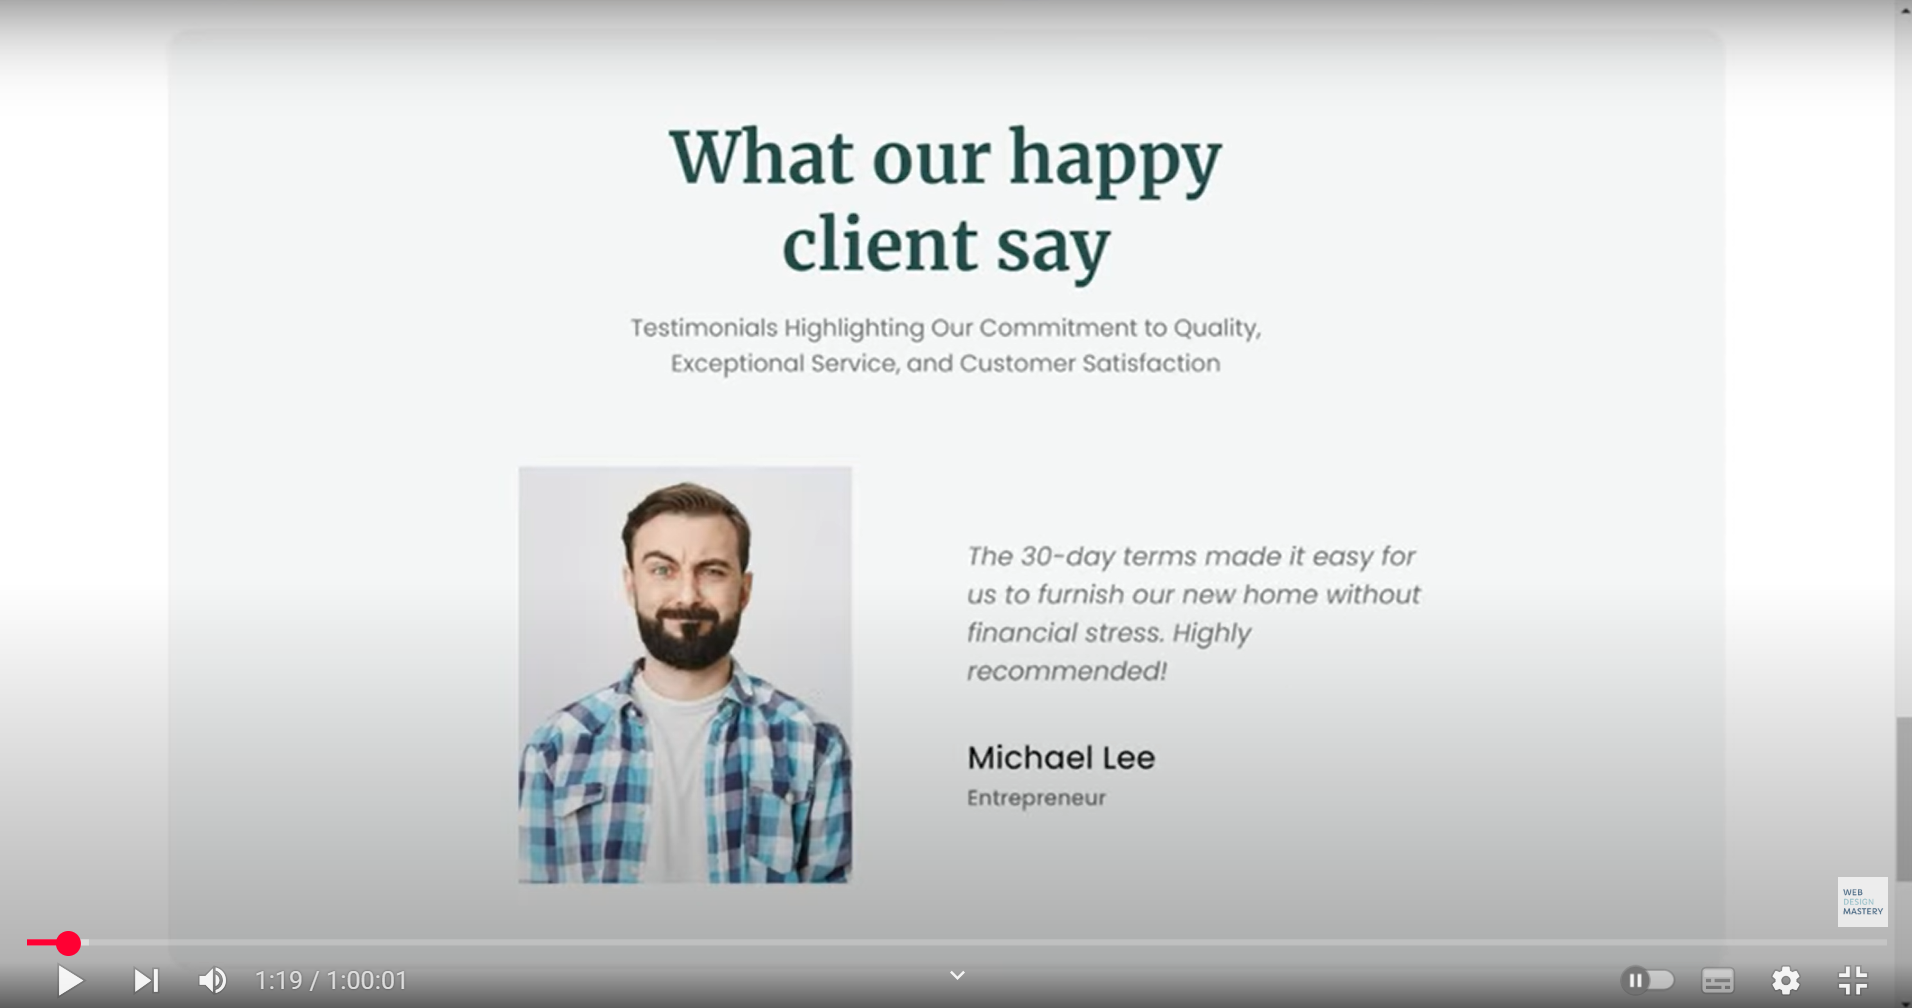 What our happy
client say
Testimonials Highlighting Our Commitment to Quality,
Exceptional Service, and Customer Satisfaction
The 30-day terms made it easy for
us to furnish our new home without
financial stress. Highly
recommended!
Michael Lee
Entrepreneur
WEB
DESIGN
MASTERY
1:19 / 1:00:01